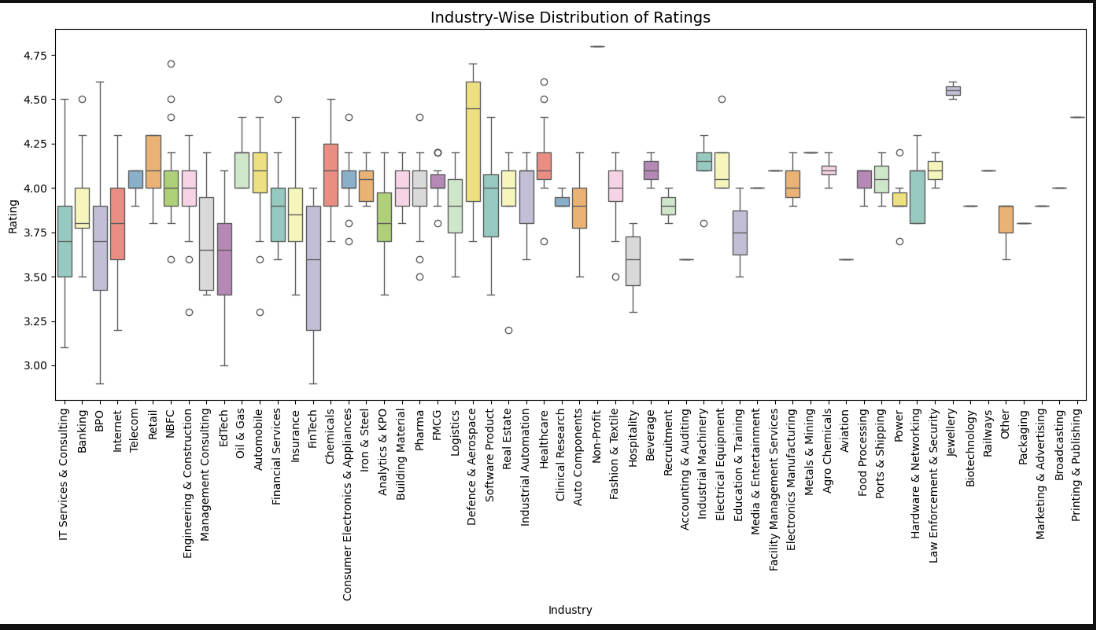 Industry-Wise Distribution of Ratings
Rating
4.75
4.50
4.25
4.00
3.75
3.50
3.25
3.00
IT Services & Consulting
Banking
BPO
Internet
Telecom
Retail
NBFC
Engineering & Construction
Management Consulting
EdTech
Oil & Gas
Automobile
Financial Services
Insurance
FinTech
Chemicals
Consumer Electronics & Appliances
Iron & Steel
Analytics & KPO
Building Material
Pharma
FMCG
Logistics
Defence & Aerospace
Software Product
Real Estate
Industrial Automation
Healthcare
Clinical Research
Auto Components
Non-Profit
Fashion & Textile
Hospitality
Beverage
Recruitment
Accounting & Auditing
Industrial Machinery
Electrical Equipment
Education & Training
Media & Entertainment
Facility Management Services
Electronics Manufacturing
Metals & Mining
Agro Chemicals
Aviation
Food Processing
Ports & Shipping
Power
Hardware & Networking
Law Enforcement & Security
Jewellery
Biotechnology
Railways
Other
Packaging
Marketing & Advertising
Broadcasting
Printing & Publishing
Industry